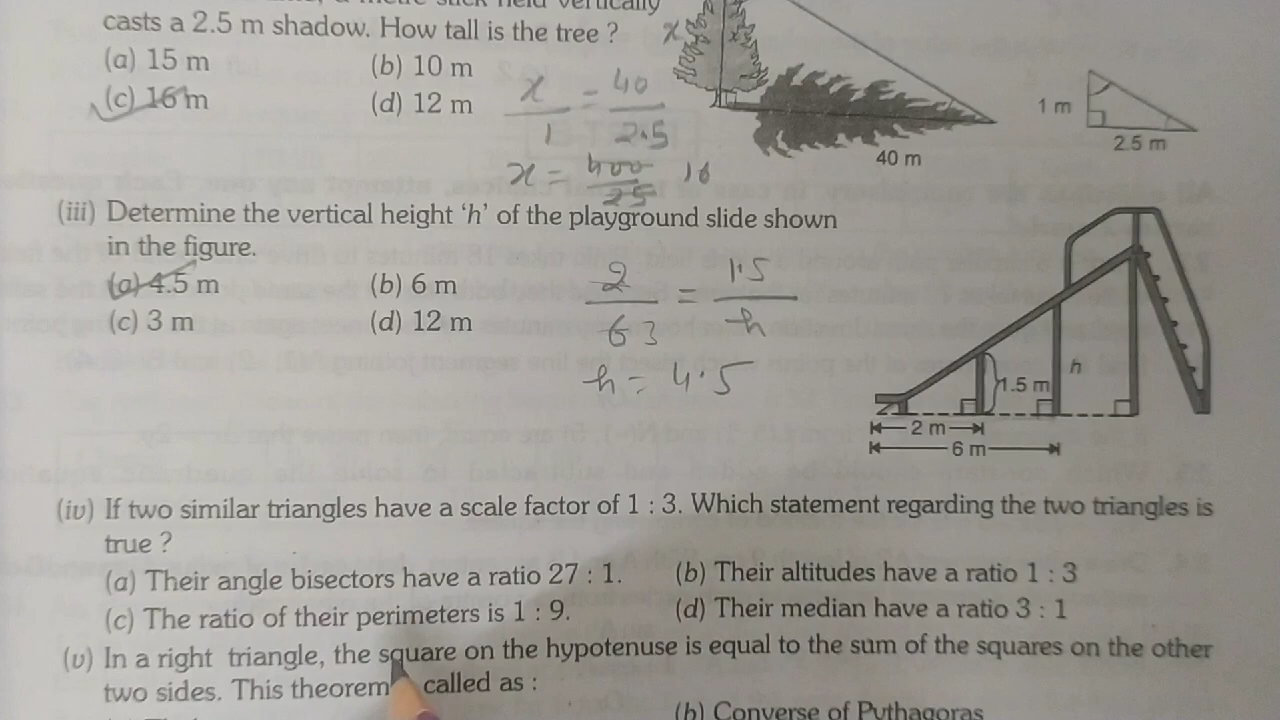 vertically
casts a 2.5 m shadow. How tall is the tree ?
x
(a) 15 m (b) 10 m
(c) 16 m (d) 12 m
x/1 = 40/2.5
x = 400/25 16
1 m
2.5 m
40 m
(iii) Determine the vertical height ‘h’ of the playground slide shown
in the figure.
(a) 4.5 m (b) 6 m
(c) 3 m (d) 12 m
2/6 3 = 1.5/h
h = 4.5
h
1.5 m
2 m
6 m
(iv) If two similar triangles have a scale factor of 1 : 3. Which statement regarding the two triangles is
true ?
(a) Their angle bisectors have a ratio 27 : 1. (b) Their altitudes have a ratio 1 : 3
(c) The ratio of their perimeters is 1 : 9. (d) Their median have a ratio 3 : 1
(v) In a right triangle, the square on the hypotenuse is equal to the sum of the squares on the other
two sides. This theorem called as :
(b) Converse of Pythagoras